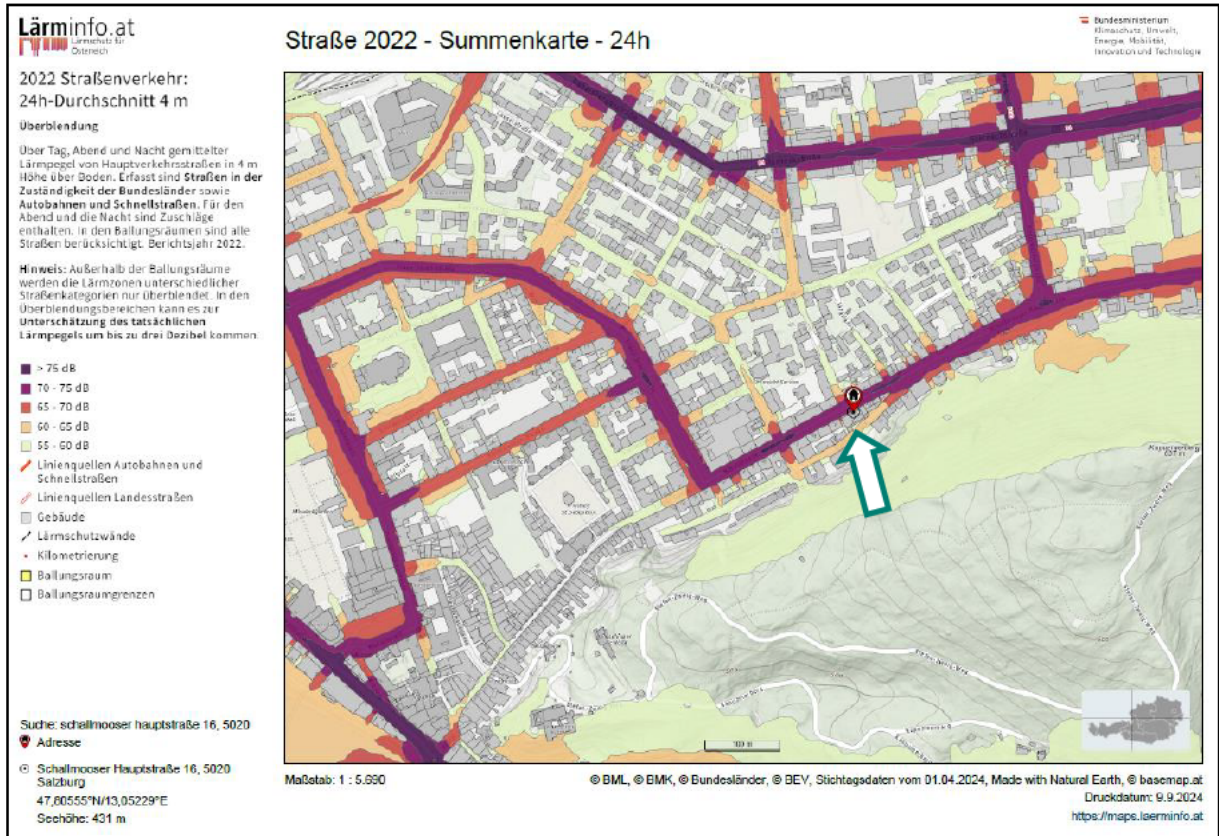 Lärminfo.at
Lärmschutz für
Österreich
Straße 2022 - Summenkarte - 24h
Bundesministerium
Klimaschutz, Umwelt,
Energie, Mobilität,
Innovation und Technologie
2022 Straßenverkehr:
24h-Durchschnitt 4 m
Überblendung
Über Tag, Abend und Nacht gemittelter
Lärmpegel von Hauptverkehrsstraßen in 4 m
Höhe über Boden. Erfasst sind Straßen in der
Zuständigkeit der Bundesländer sowie
Autobahnen und Schnellstraßen. Für den
Abend und die Nacht sind Zuschläge
enthalten. In den Ballungsräumen sind alle
Straßen berücksichtigt. Berichtsjahr 2022.
Hinweis: Außerhalb der Ballungsräume
werden die Lärmzonen unterschiedlicher
Straßenkategorien nur überblendet. In den
Überblendungsbereichen kann es zur
Unterschätzung des tatsächlichen
Lärmpegels um bis zu drei Dezibel kommen.
> 75 dB
70 - 75 dB
65 - 70 dB
60 - 65 dB
55 - 60 dB
Linienquellen Autobahnen und
Schnellstraßen
Linienquellen Landesstraßen
Gebäude
Lärmschutzwände
Kilometrierung
Ballungsraum
Ballungsraumgrenzen
100 m
Suche: schallmooser hauptstraße 16, 5020
Adresse
Schallmooser Hauptstraße 16, 5020
Salzburg
47,80555°N/13,05229°E
Seehöhe: 431 m
Maßstab: 1 : 5.690
© BML, © BMK, © Bundesländer, © BEV, Stichtagsdaten vom 01.04.2024, Made with Natural Earth, © basemap.at
Druckdatum: 9.9.2024
https://maps.laerminfo.at